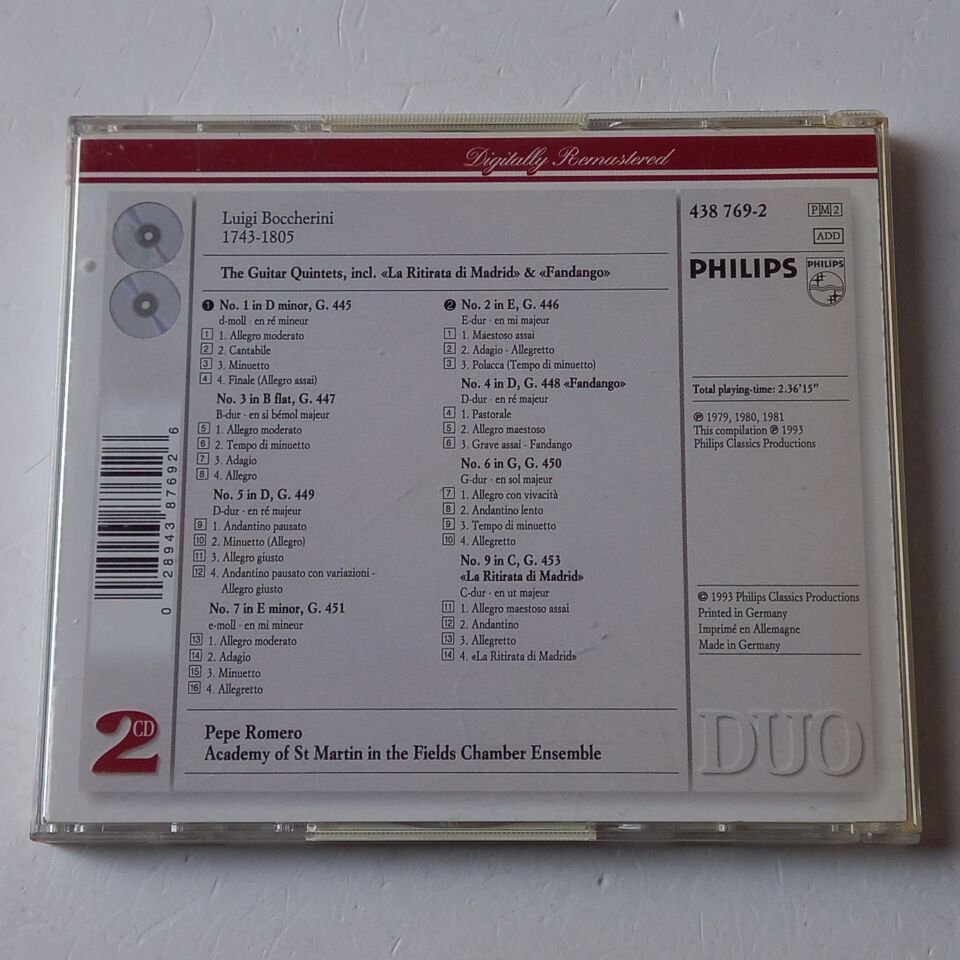 Digitally Remastered
Luigi Boccherini
1743-1805
The Guitar Quintets, incl. «La Ritirata di Madrid» & «Fandango»
1 No. 1 in D minor, G. 445
d-moll · en ré mineur
1 1. Allegro moderato
2 2. Cantabile
3 3. Minuetto
4 4. Finale (Allegro assai)
No. 3 in B flat, G. 447
B-dur · en si bémol majeur
5 1. Allegro moderato
6 2. Tempo di minuetto
7 3. Adagio
8 4. Allegro
No. 5 in D, G. 449
D-dur · en ré majeur
9 1. Andantino pausato
10 2. Minuetto (Allegro)
11 3. Allegro giusto
12 4. Andantino pausato con variazioni -
Allegro giusto
No. 7 in E minor, G. 451
e-moll · en mi mineur
13 1. Allegro moderato
14 2. Adagio
15 3. Minuetto
16 4. Allegretto
2 No. 2 in E, G. 446
E-dur · en mi majeur
1 1. Maestoso assai
2 2. Adagio - Allegretto
3 3. Polacca (Tempo di minuetto)
No. 4 in D, G. 448 «Fandango»
D-dur · en ré majeur
4 1. Pastorale
5 2. Allegro maestoso
6 3. Grave assai - Fandango
No. 6 in G, G. 450
G-dur · en sol majeur
7 1. Allegro con vivacità
8 2. Andantino lento
9 3. Tempo di minuetto
10 4. Allegretto
No. 9 in C, G. 453
«La Ritirata di Madrid»
C-dur · en ut majeur
11 1. Allegro maestoso assai
12 2. Andantino
13 3. Allegretto
14 4. «La Ritirata di Madrid»
Pepe Romero
Academy of St Martin in the Fields Chamber Ensemble
438 769-2
PM2
ADD
PHILIPS
PHILIPS
Total playing-time: 2.36'15"
℗ 1979, 1980, 1981
This compilation ℗ 1993
Philips Classics Productions
© 1993 Philips Classics Productions
Printed in Germany
Imprimé en Allemagne
Made in Germany
DUO
0 28943 87692 6
2 CD